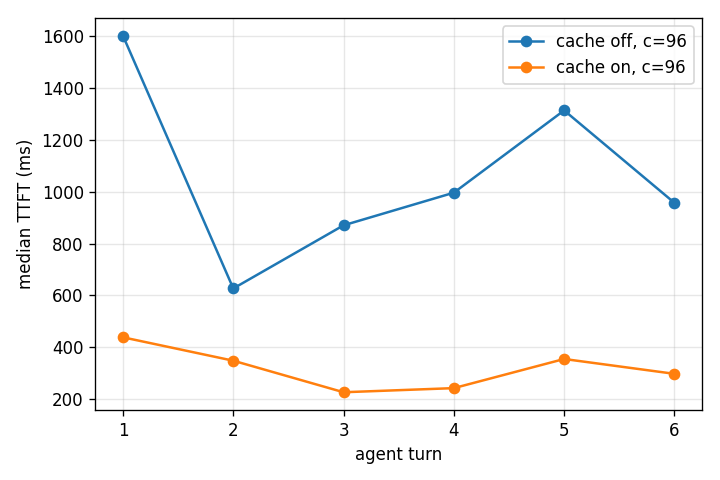 median TTFT (ms)
1600
1400
1200
1000
800
600
400
200
cache off, c=96
cache on, c=96
1 2 3 4 5 6
agent turn